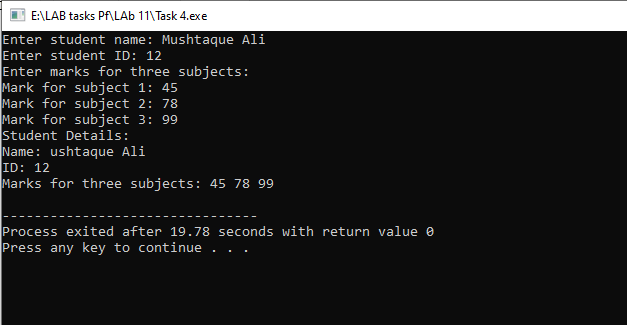 E:\LAB tasks Pf\LAb 11\Task 4.exe
Enter student name: Mushtaque Ali
Enter student ID: 12
Enter marks for three subjects:
Mark for subject 1: 45
Mark for subject 2: 78
Mark for subject 3: 99
Student Details:
Name: ushtaque Ali
ID: 12
Marks for three subjects: 45 78 99
--------------------------------
Process exited after 19.78 seconds with return value 0
Press any key to continue . . .